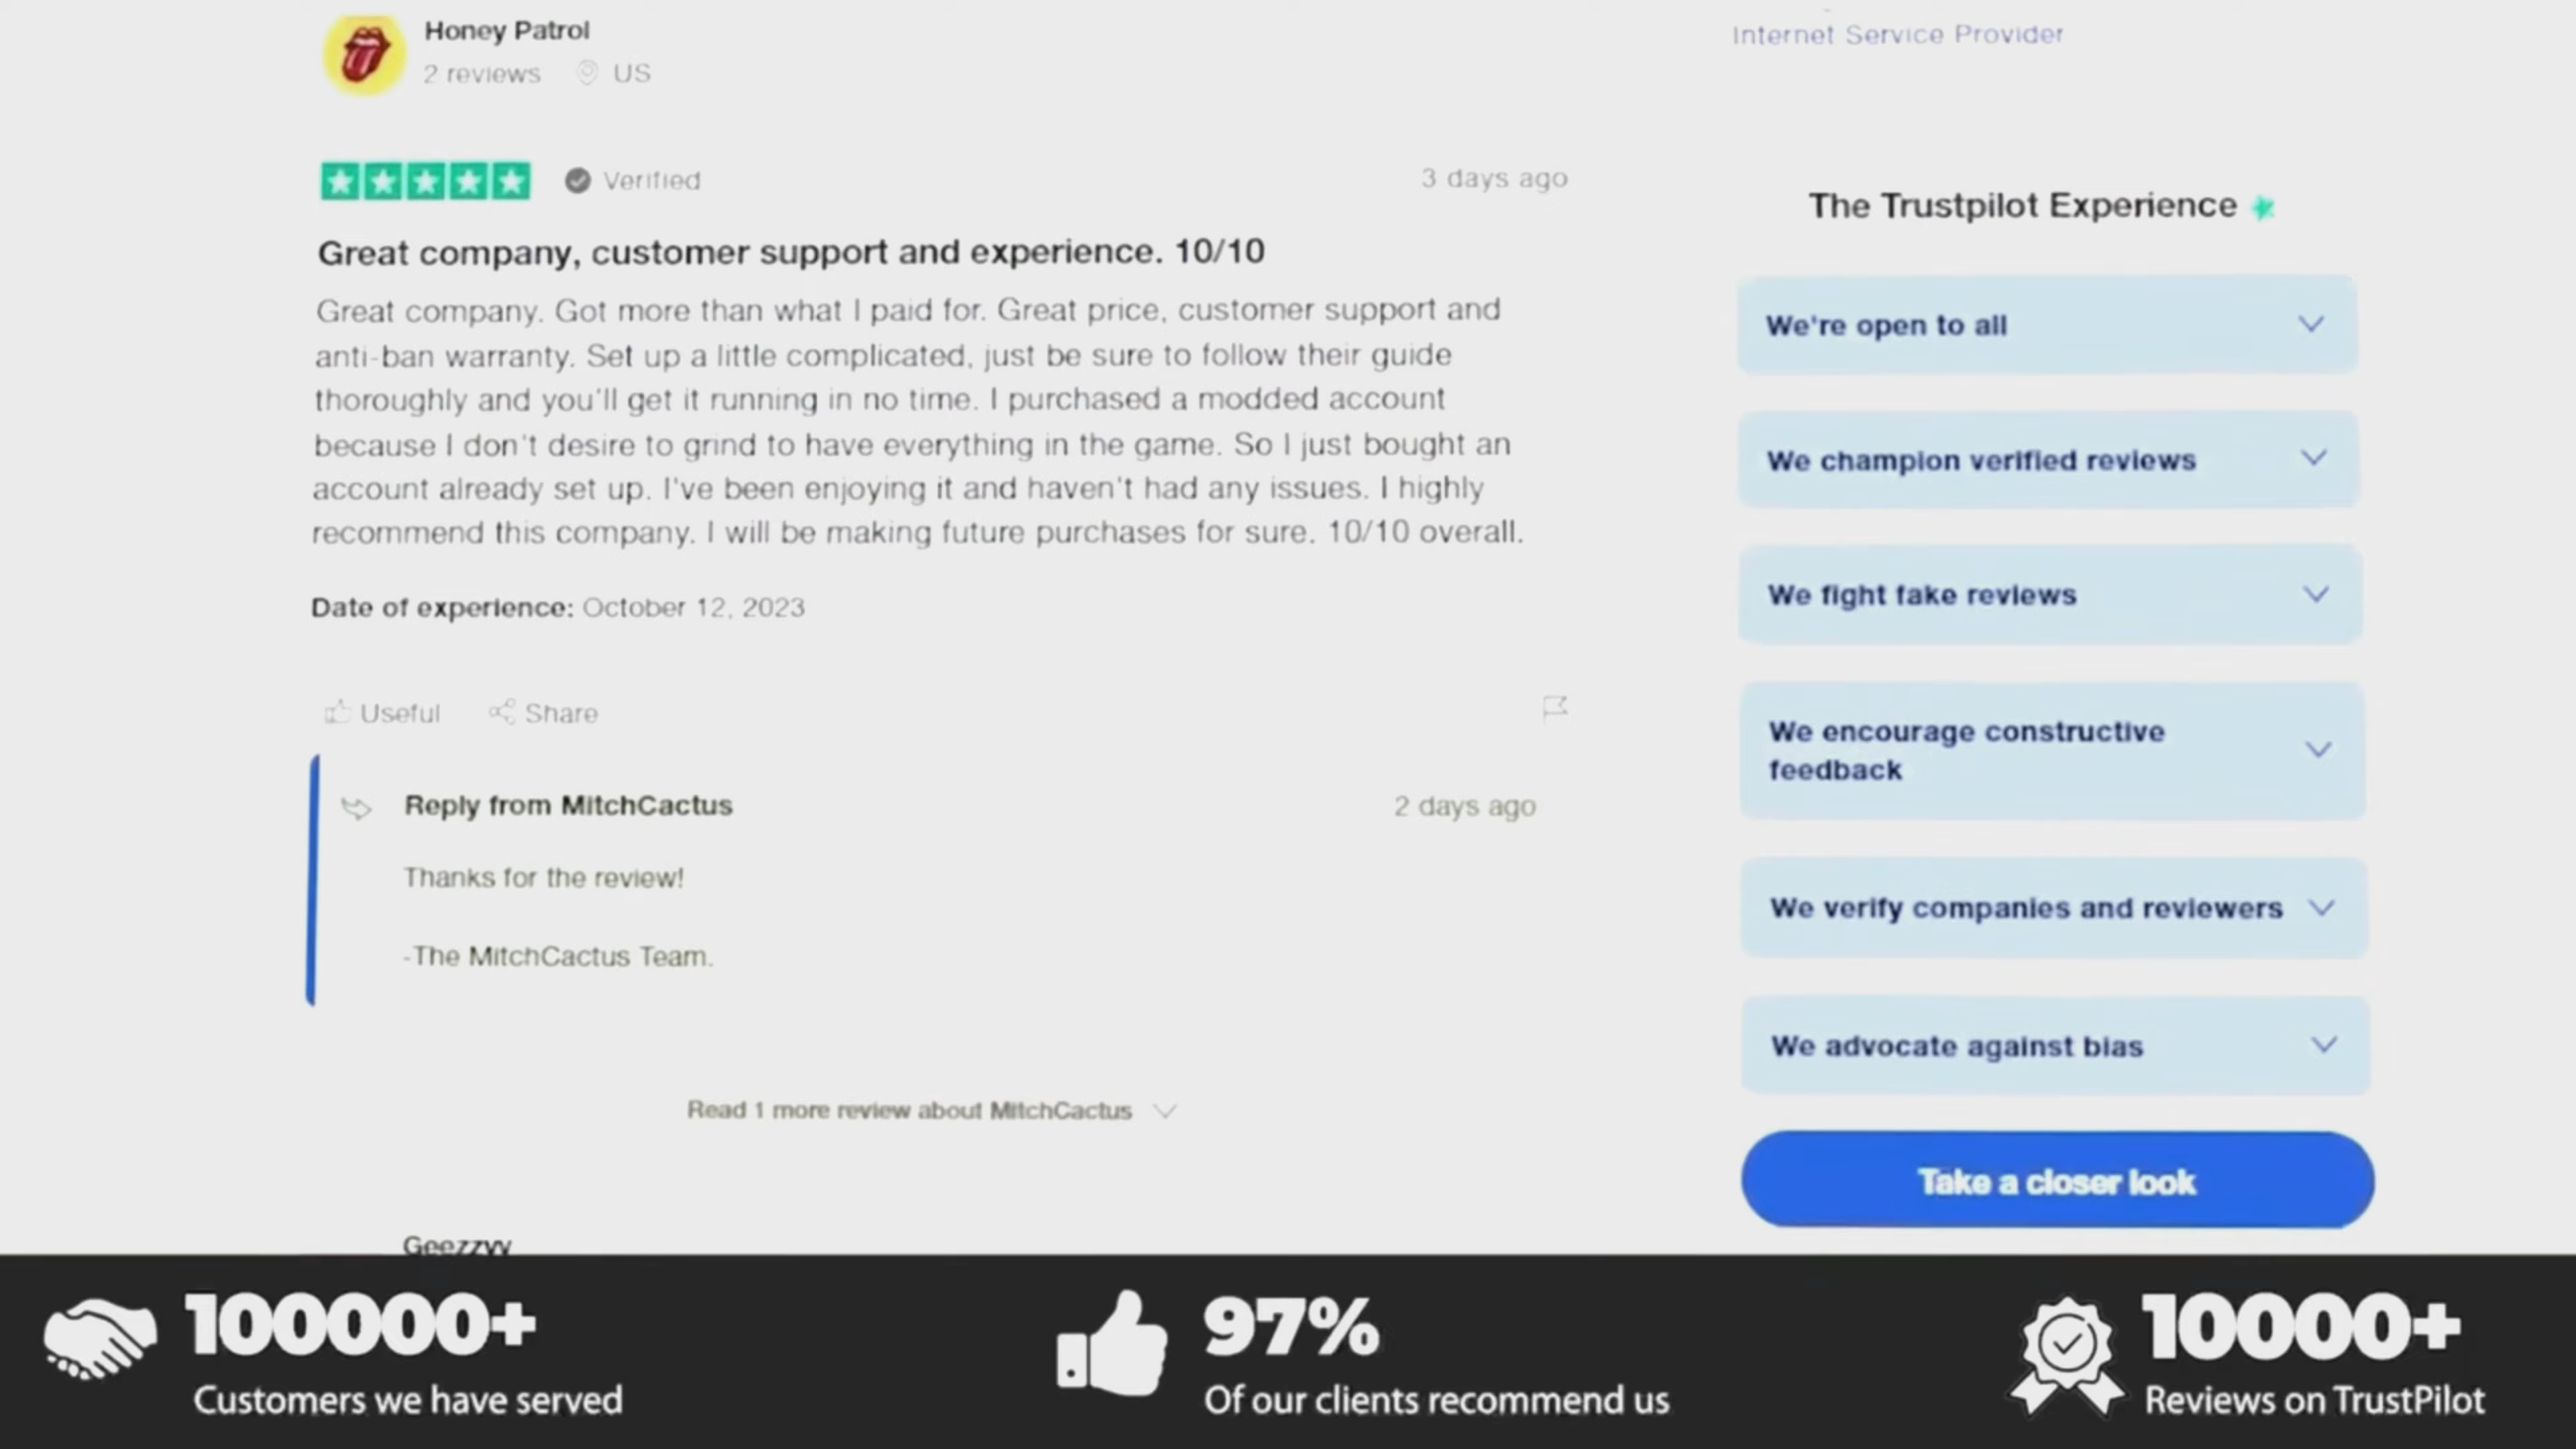 Honey Patrol
2 reviews US
Internet Service Provider
Verified
3 days ago
Great company, customer support and experience. 10/10
Great company. Got more than what I paid for. Great price, customer support and
anti-ban warranty. Set up a little complicated, just be sure to follow their guide
thoroughly and you'll get it running in no time. I purchased a modded account
because I don't desire to grind to have everything in the game. So I just bought an
account already set up. I've been enjoying it and haven't had any issues. I highly
recommend this company. I will be making future purchases for sure. 10/10 overall.
Date of experience: October 12, 2023
Useful Share
Reply from MitchCactus
2 days ago
Thanks for the review!
-The MitchCactus Team.
Read 1 more review about MitchCactus
Geezzyy
The Trustpilot Experience
We're open to all
We champion verified reviews
We fight fake reviews
We encourage constructive
feedback
We verify companies and reviewers
We advocate against bias
Take a closer look
100000+
Customers we have served
97%
Of our clients recommend us
10000+
Reviews on TrustPilot